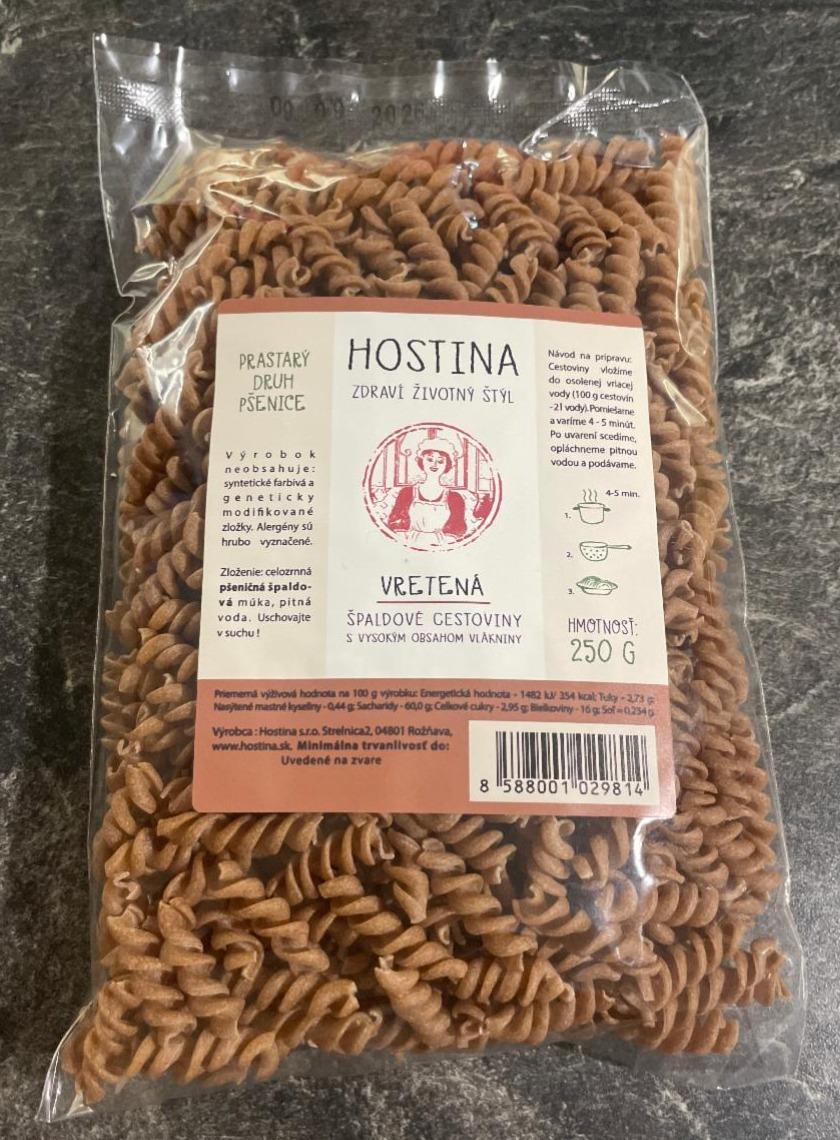 2026
PRASTARÝ
DRUH
PŠENICE
Výrobok
neobsahuje:
syntetické farbivá a
geneticky
modifikované
zložky. Alergény sú
hrubo vyznačené.
Zloženie: celozrnná
pšeničná špaldo-
vá múka, pitná
voda. Uschovajte
v suchu !
HOSTINA
ZDRAVÍ ŽIVOTNÝ ŠTÝL
VRETENÁ
ŠPALDOVÉ CESTOVINY
S VYSOKÝM OBSAHOM VLÁKNINY
Návod na prípravu:
Cestoviny vložíme
do osolenej vriacej
vody (100 g cestovín
-2l vody). Pomiešame
a varíme 4 - 5 minút.
Po uvarení scedíme,
opláchneme pitnou
vodou a podávame.
4-5 min.
1.
2.
3.
HMOTNOSŤ:
250 G
Priemerná výživová hodnota na 100 g výrobku: Energetická hodnota - 1482 kJ/ 354 kcal; Tuky - 2,73 g;
Nasýtené mastné kyseliny - 0,44 g; Sacharidy - 60,0 g; Celkové cukry - 2,95 g; Bielkoviny - 16 g; Soľ = 0,234 g
Výrobca : Hostina s.r.o. Strelnica2, 04801 Rožňava,
www.hostina.sk, Minimálna trvanlivosť do:
Uvedené na zvare
8 588001 029814